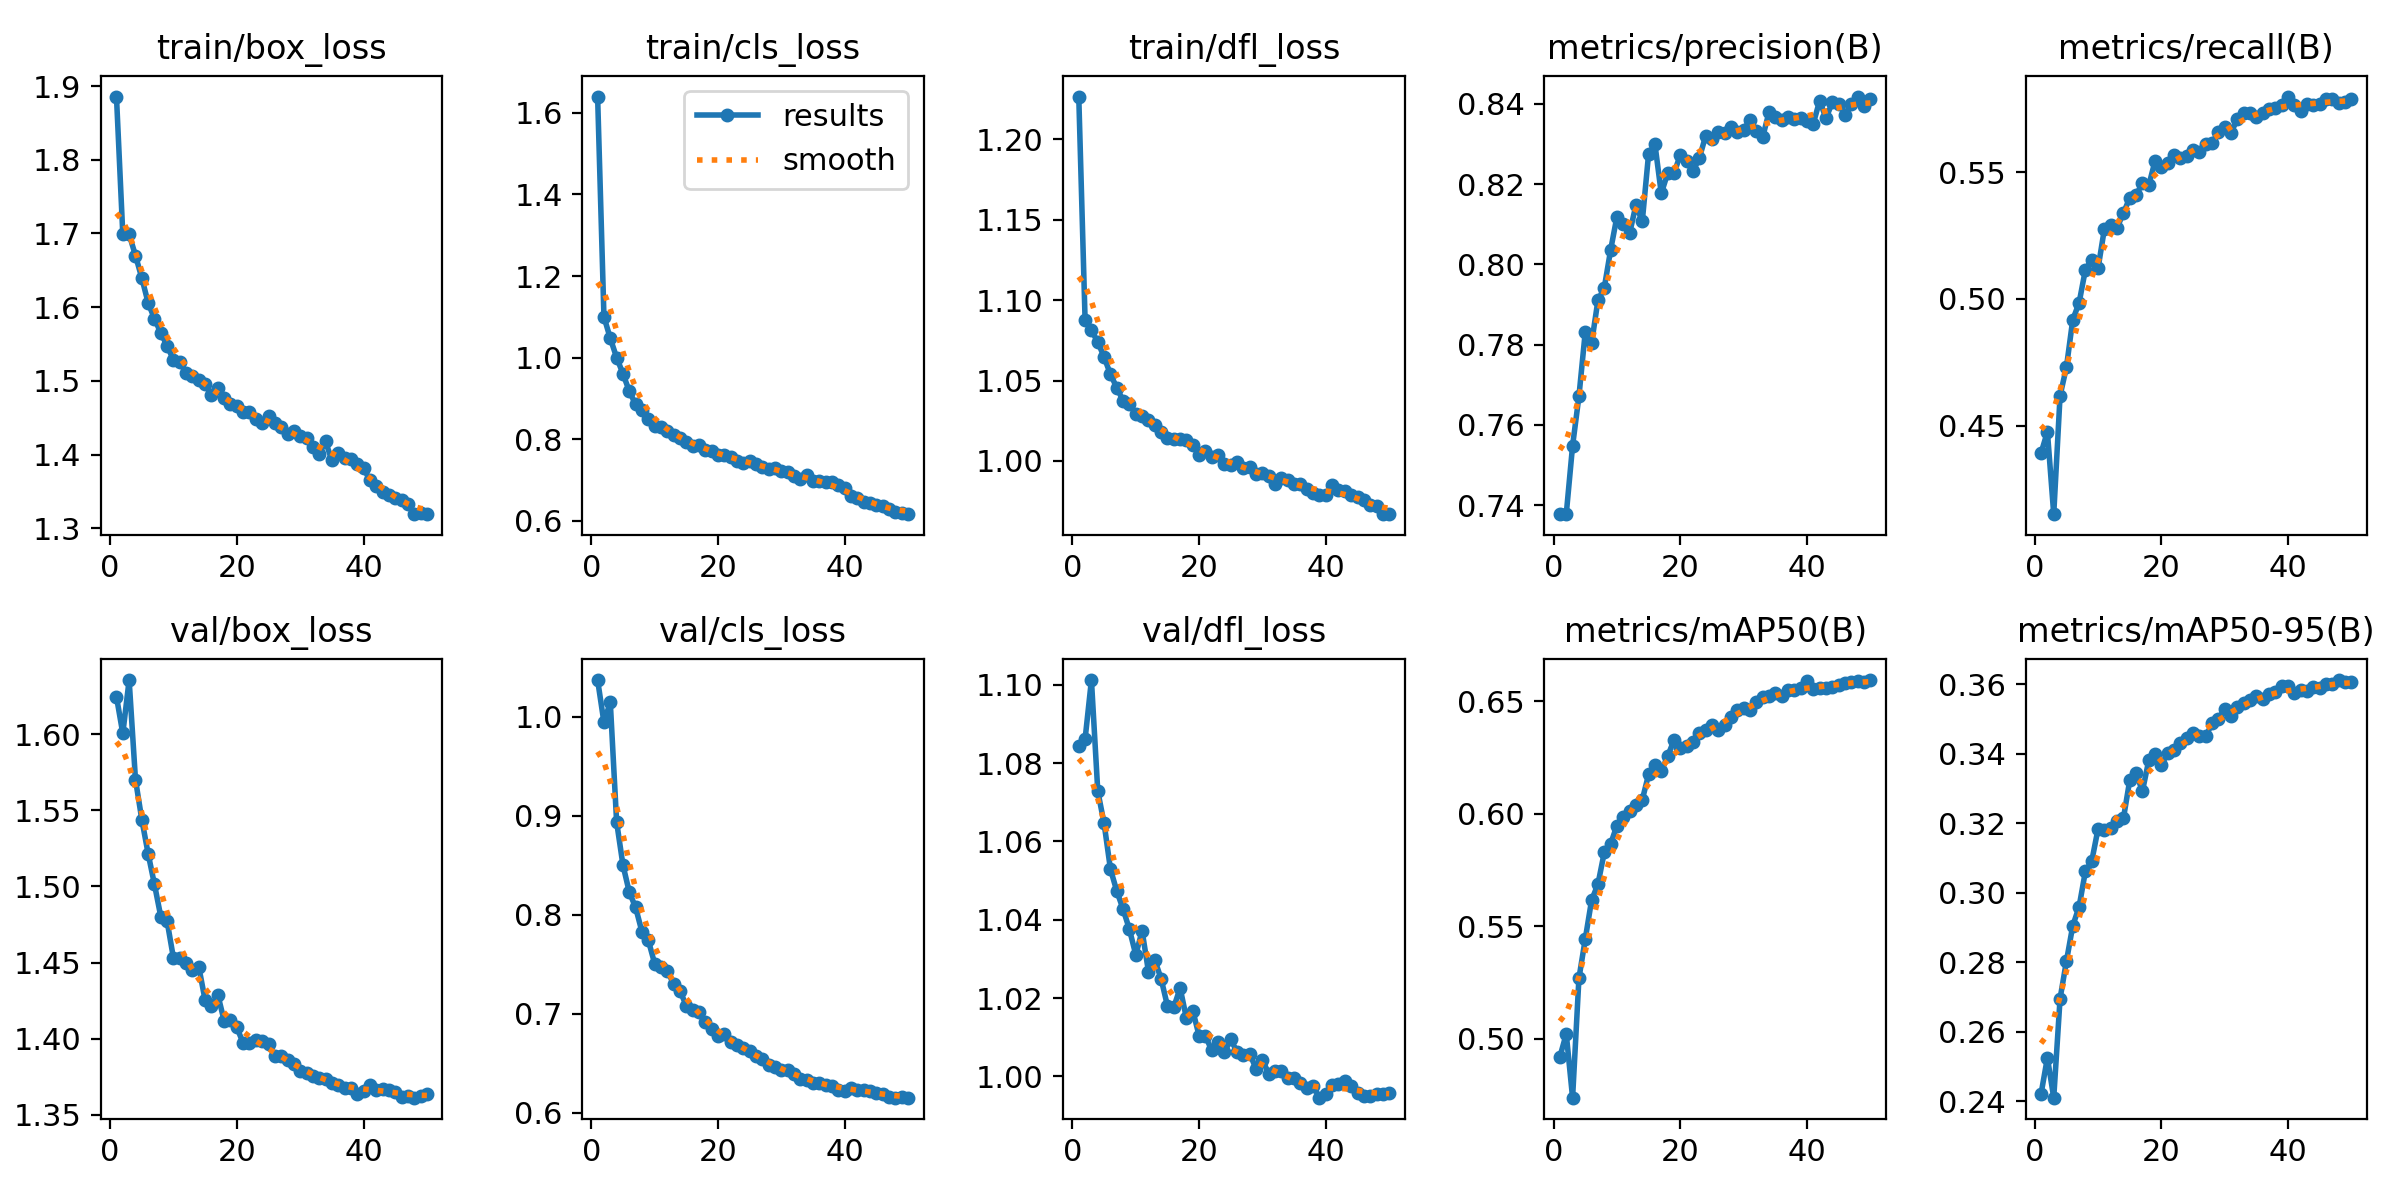 train/box_loss
1.9
1.8
1.7
1.6
1.5
1.4
1.3
0 20 40
train/cls_loss
results
smooth
1.6
1.4
1.2
1.0
0.8
0.6
0 20 40
train/dfl_loss
1.20
1.15
1.10
1.05
1.00
0 20 40
metrics/precision(B)
0.84
0.82
0.80
0.78
0.76
0.74
0 20 40
metrics/recall(B)
0.55
0.50
0.45
0 20 40
val/box_loss
1.60
1.55
1.50
1.45
1.40
1.35
0 20 40
val/cls_loss
1.0
0.9
0.8
0.7
0.6
0 20 40
val/dfl_loss
1.10
1.08
1.06
1.04
1.02
1.00
0 20 40
metrics/mAP50(B)
0.65
0.60
0.55
0.50
0 20 40
metrics/mAP50-95(B)
0.36
0.34
0.32
0.30
0.28
0.26
0.24
0 20 40